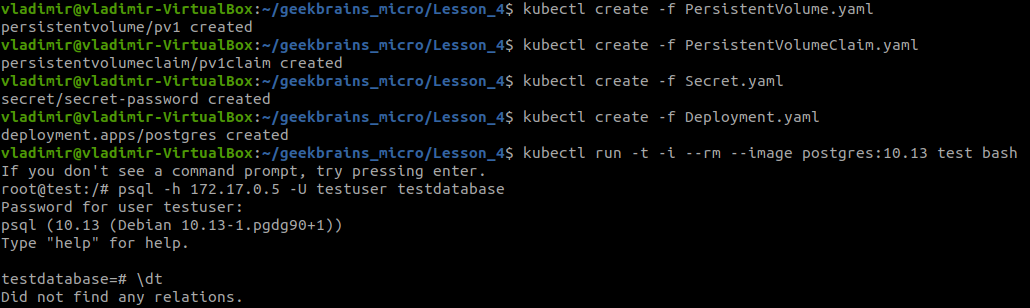 vladimir@vladimir-VirtualBox:~/geekbrains_micro/Lesson_4$ kubectl create -f PersistentVolume.yaml
persistentvolume/pv1 created
vladimir@vladimir-VirtualBox:~/geekbrains_micro/Lesson_4$ kubectl create -f PersistentVolumeClaim.yaml
persistentvolumeclaim/pv1claim created
vladimir@vladimir-VirtualBox:~/geekbrains_micro/Lesson_4$ kubectl create -f Secret.yaml
secret/secret-password created
vladimir@vladimir-VirtualBox:~/geekbrains_micro/Lesson_4$ kubectl create -f Deployment.yaml
deployment.apps/postgres created
vladimir@vladimir-VirtualBox:~/geekbrains_micro/Lesson_4$ kubectl run -t -i --rm --image postgres:10.13 test bash
If you don't see a command prompt, try pressing enter.
root@test:/# psql -h 172.17.0.5 -U testuser testdatabase
Password for user testuser:
psql (10.13 (Debian 10.13-1.pgdg90+1))
Type "help" for help.
testdatabase=# \dt
Did not find any relations.